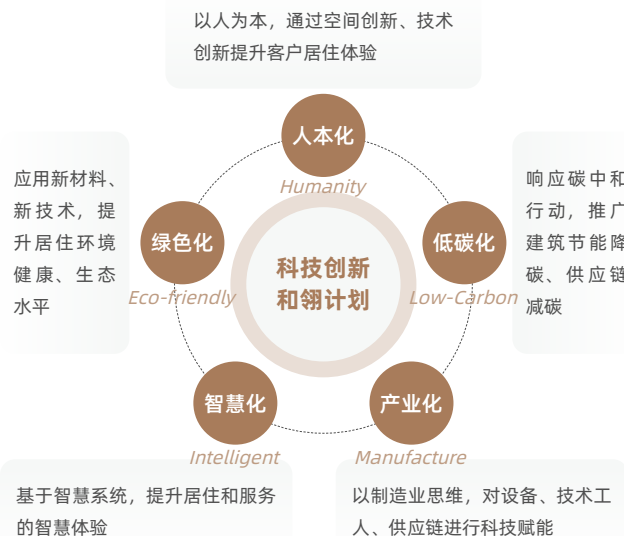 以人为本，通过空间创新、技术
创新提升客户居住体验
人本化
Humanity
应用新材料、
新技术，提
升居住环境
健康、生态
水平
绿色化
Eco-friendly
科技创新
和翎计划
低碳化
Low-Carbon
响应碳中和
行动，推广
建筑节能降
碳、供应链
减碳
智慧化
Intelligent
产业化
Manufacture
基于智慧系统，提升居住和服务
的智慧体验
以制造业思维，对设备、技术工
人、供应链进行科技赋能